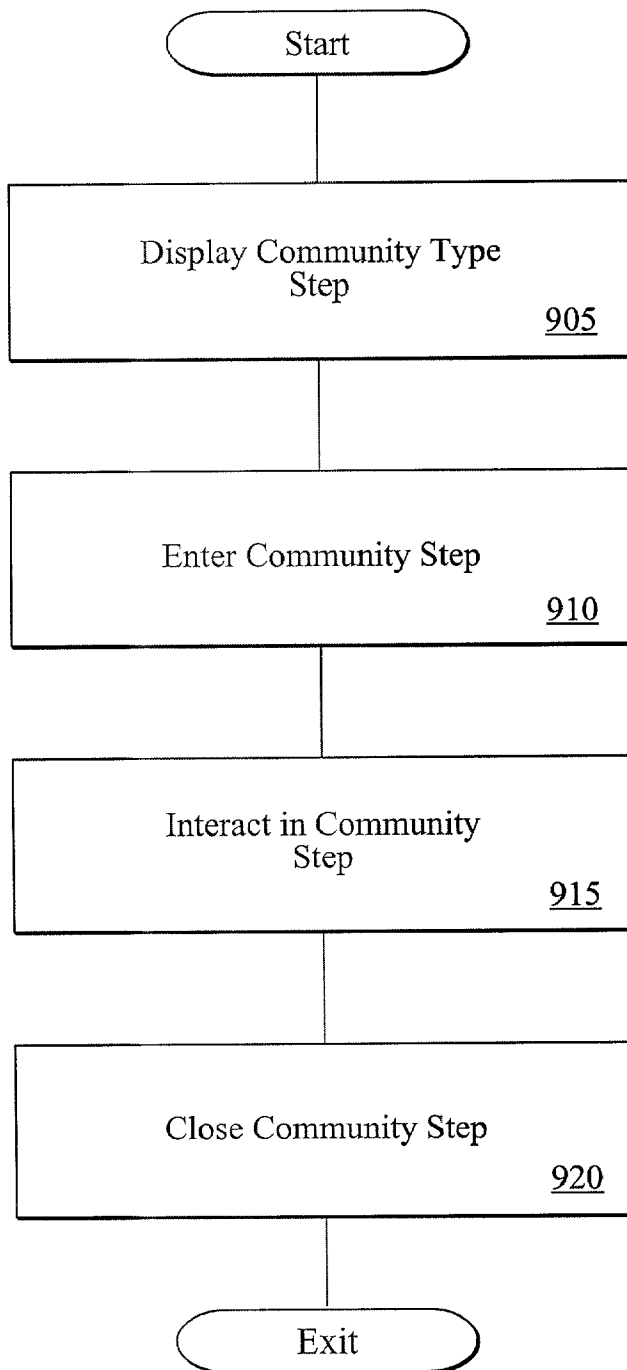 Start
Display Community Type
Step
905
Enter Community Step
910
Interact in Community
Step
915
Close Community Step
920
Exit